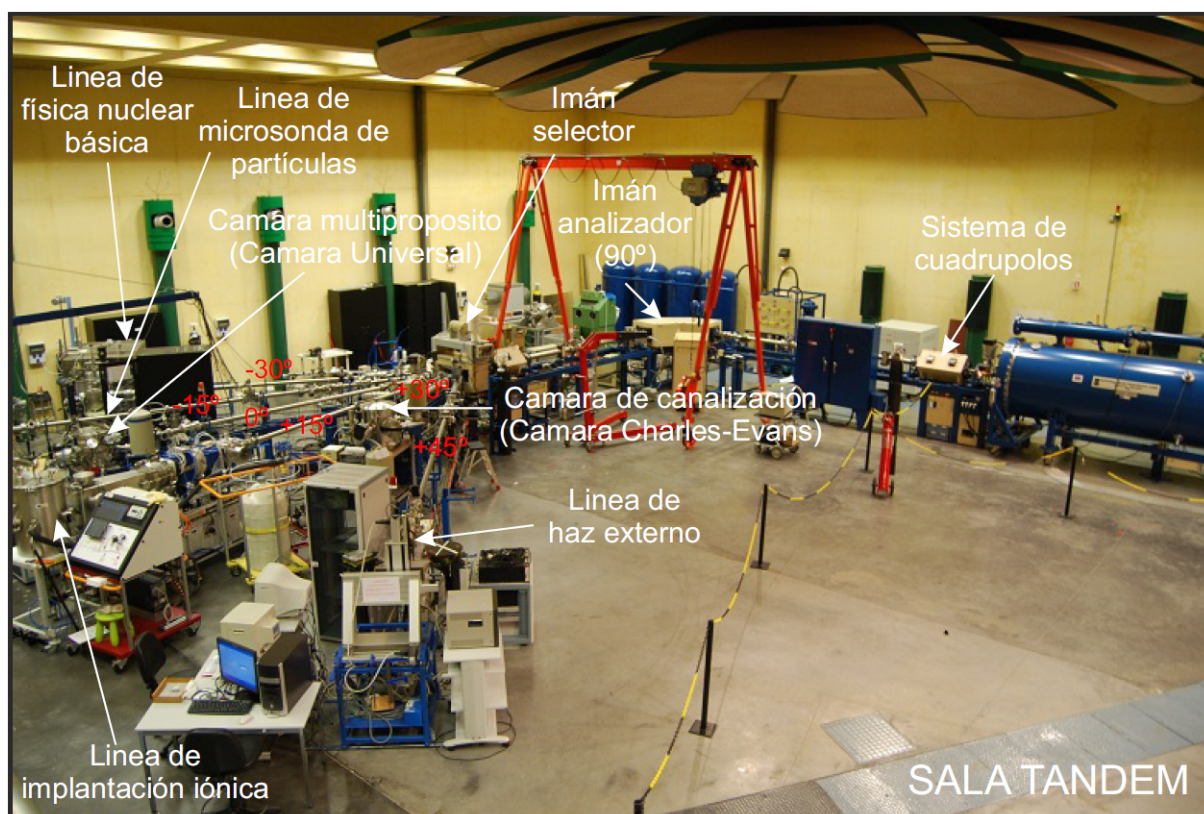 Linea de
física nuclear
básica
Linea de
microsonda de
partículas
Imán
selector
Imán
analizador
(90º)
Sistema de
cuadrupolos
Camara multiproposito
(Camara Universal)
-30º
-15º
0º
+15º
+30º
+45º
Camara de canalización
(Camara Charles-Evans)
Linea de
haz externo
Linea de
implantación iónica
SALA TANDEM